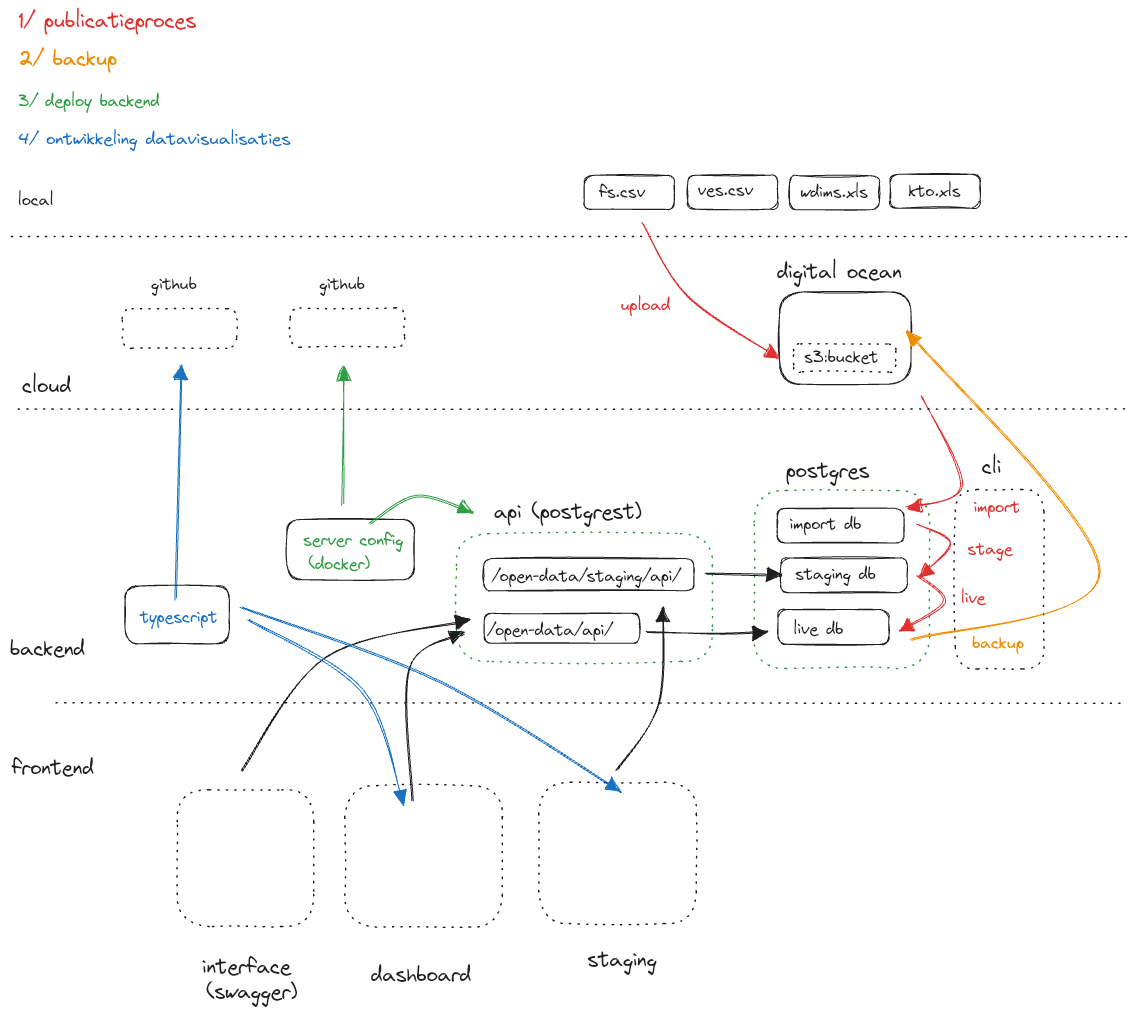 1/ publicatieproces
2/ backup
3/ deploy backend
4/ ontwikkeling datavisualisaties
local
fs.csv
ves.csv
wdims.xls
kto.xls
github
github
digital ocean
upload
s3:bucket
cloud
postgres
cli
api (postgrest)
import db
import
server config
(docker)
stage
/open-data/staging/api/
staging db
live
typescript
/open-data/api/
live db
backup
backend
frontend
interface
(swagger)
dashboard
staging